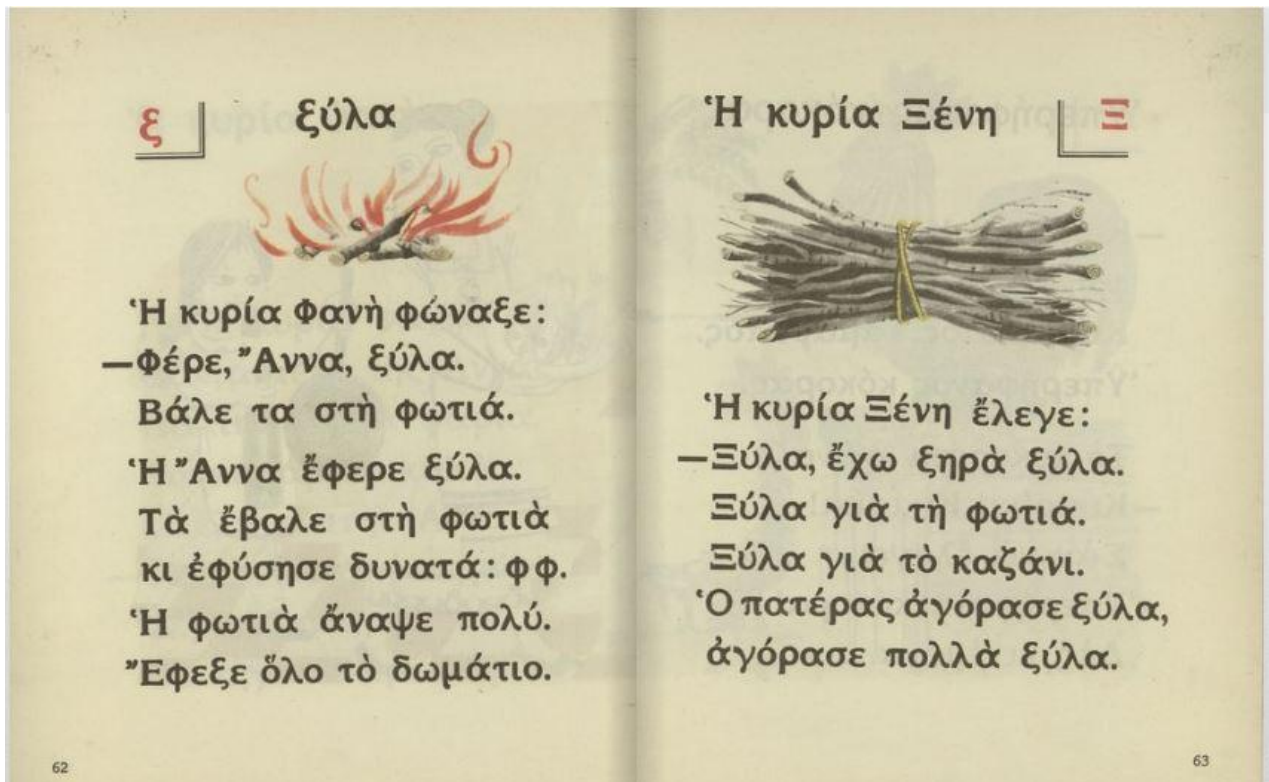 ξ
ξύλα
Ἡ κυρία Φανὴ φώναξε:
—Φέρε, Ἄννα, ξύλα.
Βάλε τα στὴ φωτιά.
Ἡ Ἄννα ἔφερε ξύλα.
Τὰ ἔβαλε στὴ φωτιὰ
κι ἐφύσησε δυνατά: φφ.
Ἡ φωτιὰ ἄναψε πολύ.
Ἔφεξε ὅλο τὸ δωμάτιο.
62
Ἡ κυρία Ξένη
Ξ
Ἡ κυρία Ξένη ἔλεγε:
—Ξύλα, ἔχω ξηρὰ ξύλα.
Ξύλα γιὰ τὴ φωτιά.
Ξύλα γιὰ τὸ καζάνι.
Ὁ πατέρας ἀγόρασε ξύλα,
ἀγόρασε πολλὰ ξύλα.
63